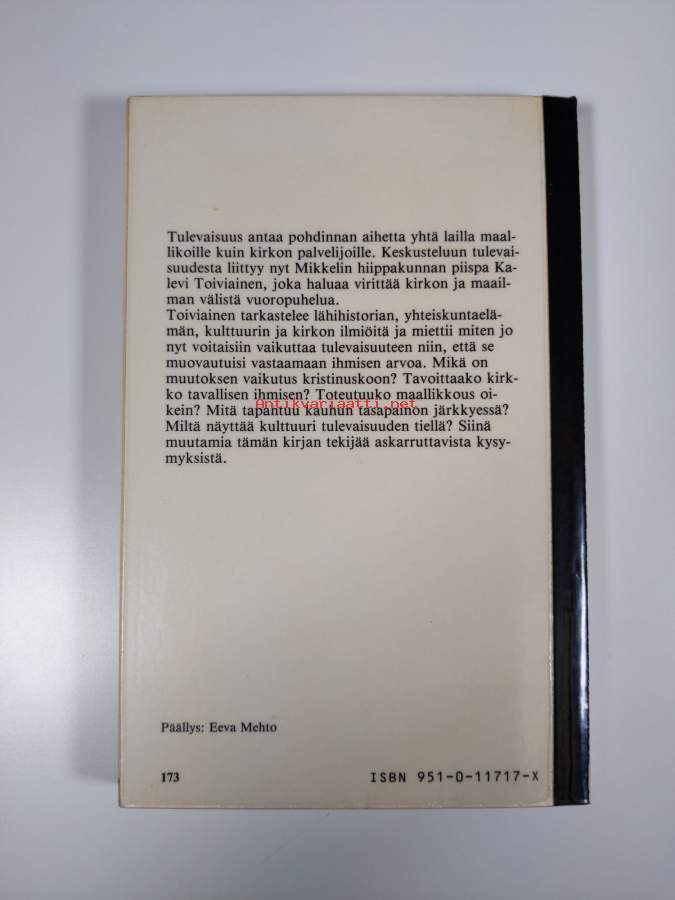 Tulevaisuus antaa pohdinnan aihetta yhtä lailla maal-
likoille kuin kirkon palvelijoille. Keskusteluun tulevai-
suudesta liittyy nyt Mikkelin hiippakunnan piispa Ka-
levi Toiviainen, joka haluaa virittää kirkon ja maail-
man välistä vuoropuhelua.
Toiviainen tarkastelee lähihistorian, yhteiskuntaelä-
män, kulttuurin ja kirkon ilmiöitä ja miettii miten jo
nyt voitaisiin vaikuttaa tulevaisuuteen niin, että se
muovautuisi vastaamaan ihmisen arvoa. Mikä on
muutoksen vaikutus kristinuskoon? Tavoittaako kirk-
ko tavallisen ihmisen? Toteutuuko maallikkous oi-
Antikvariaatti.net
kein? Mitä tapahtuu kauhun tasapainon järkkyessä?
Miltä näyttää kulttuuri tulevaisuuden tiellä? Siinä
muutamia tämän kirjan tekijää askarruttavista kysy-
myksistä.
Päällys: Eeva Mehto
173 ISBN 951-0-11717-X